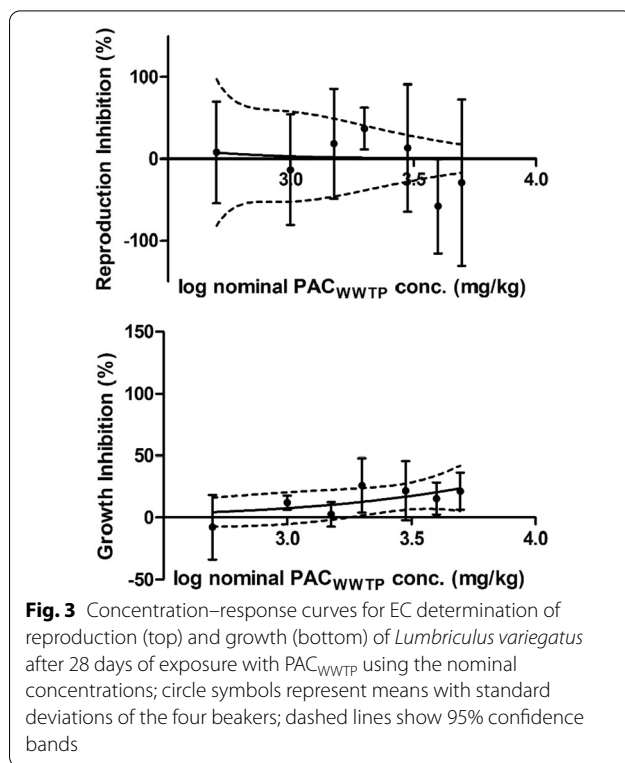 Reproduction Inhibition (%)
100
0
-100
3.0
3.5
4.0
log nominal PAC_WWTP conc. (mg/kg)
Growth Inhibition (%)
150
100
50
0
-50
3.0
3.5
4.0
log nominal PAC_WWTP conc. (mg/kg)
Fig. 3 Concentration–response curves for EC determination of
reproduction (top) and growth (bottom) of Lumbriculus variegatus
after 28 days of exposure with PAC_WWTP using the nominal
concentrations; circle symbols represent means with standard
deviations of the four beakers; dashed lines show 95% confidence
bands